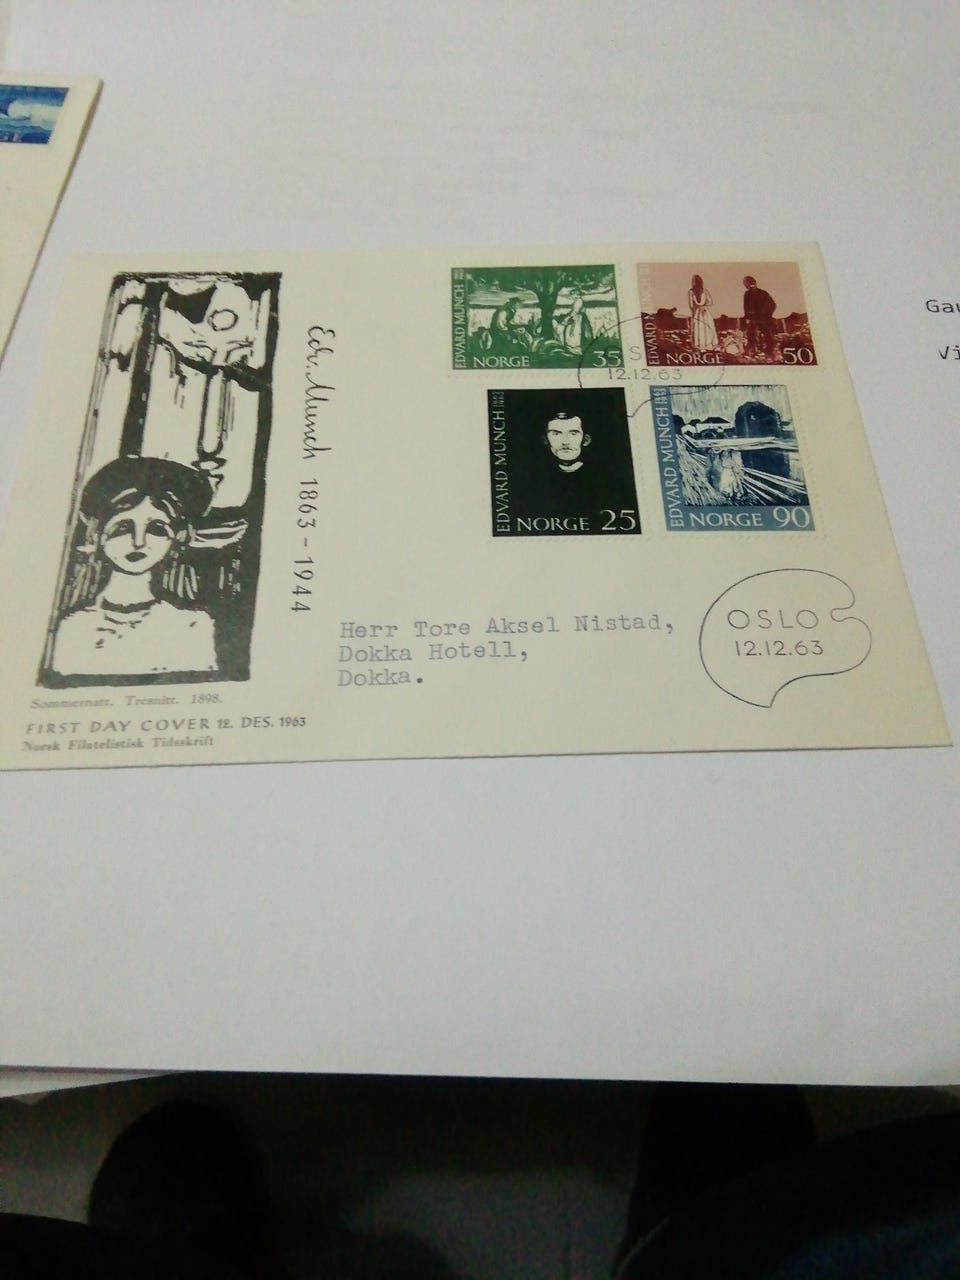 Edv. Munch 1863-1944
EDVARD MUNCH
NORGE 35
EDVARD MUNCH
NORGE 50
S
12.12.63
EDVARD MUNCH
NORGE 25
EDVARD MUNCH
NORGE 90
OSLO
12.12.63
Herr Tore Aksel Nistad,
Dokka Hotell,
Dokka.
Sommernatt. Tresnitt. 1898.
FIRST DAY COVER 12. DES. 1963
Norsk Filatelistisk Tidsskrift